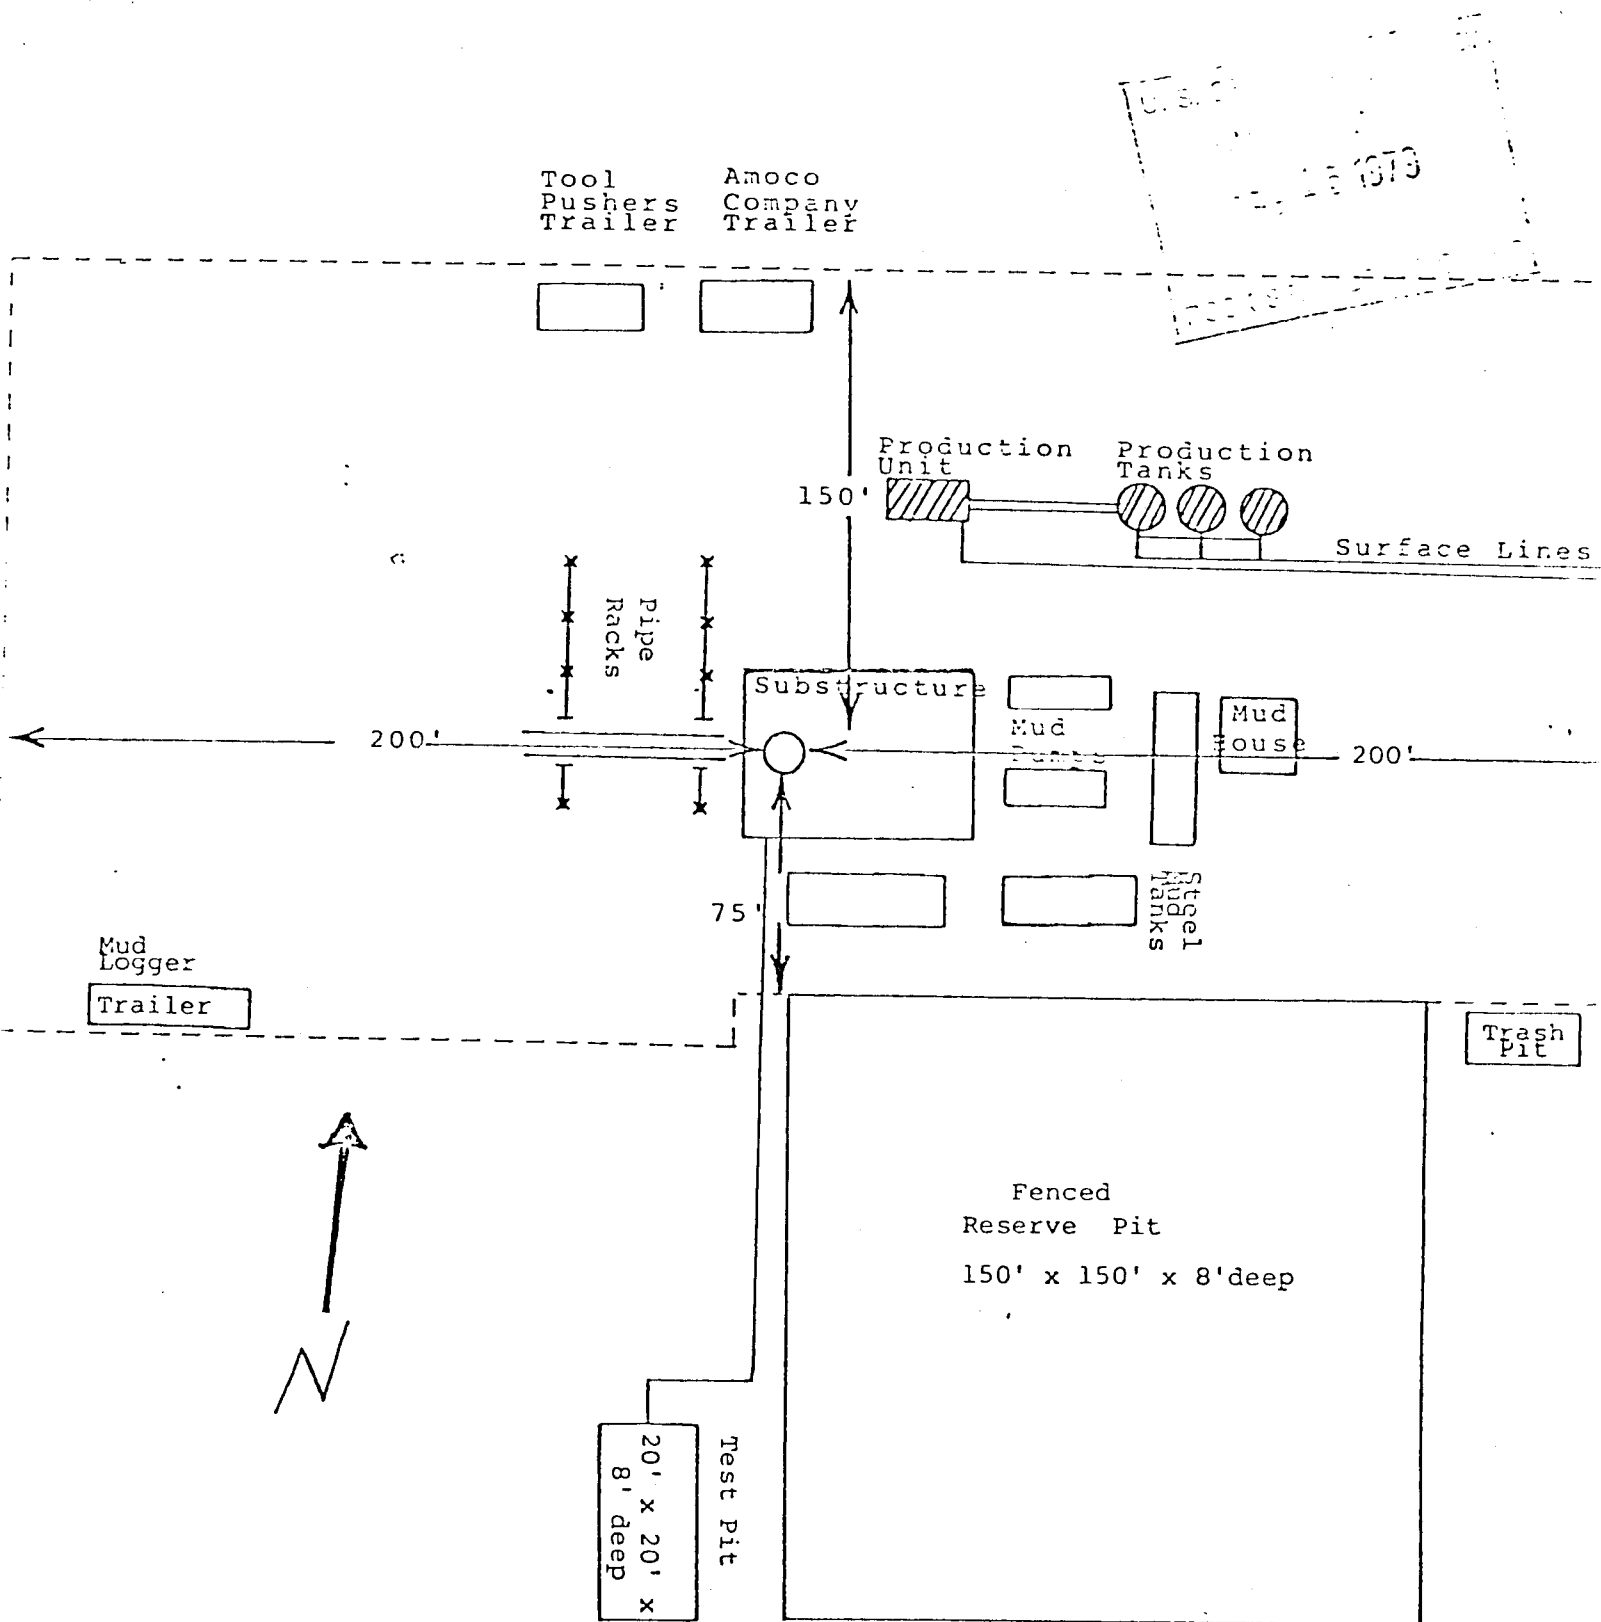 U.S.
1979
Tool
Pushers
Trailer
Amoco
Company
Trailer
Production
Unit
Production
Tanks
150'
Surface Lines
Pipe
Racks
Substructure
Mud
Pumps
Mud
House
200'
200'
75'
Steel
Mud
Tanks
Mud
Logger
Trailer
Trash
Pit
Fenced
Reserve Pit
150' x 150' x 8'deep
N
Test Pit
20' x 20' x
8' deep